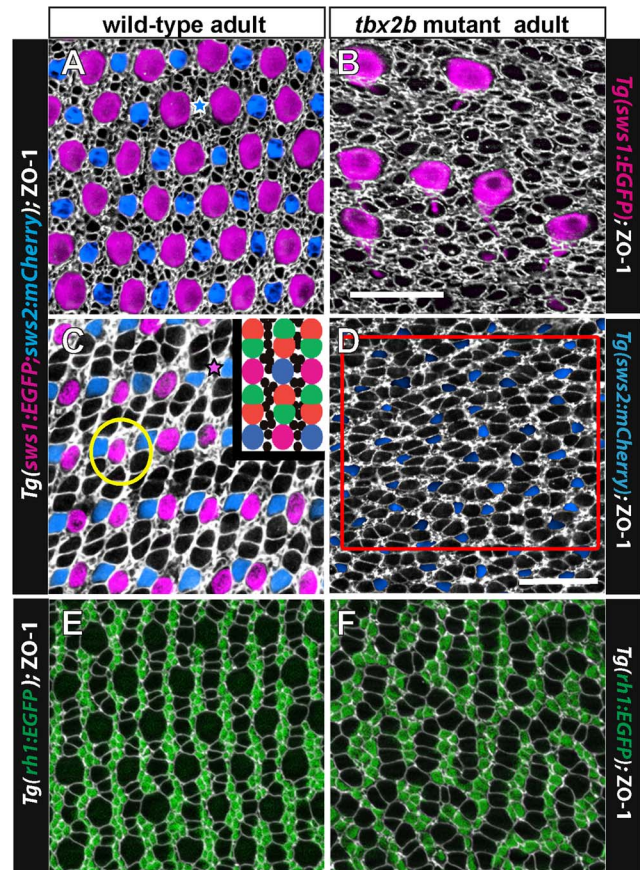 wild-type adult
tbx2b mutant adult
A
B
Tg(sws1:EGFP;sws2:mCherry); ZO-1
Tg(sws1:EGFP); ZO-1
C
D
Tg(sws2:mCherry); ZO-1
E
F
Tg(rh1:EGFP); ZO-1
Tg(rh1:EGFP); ZO-1